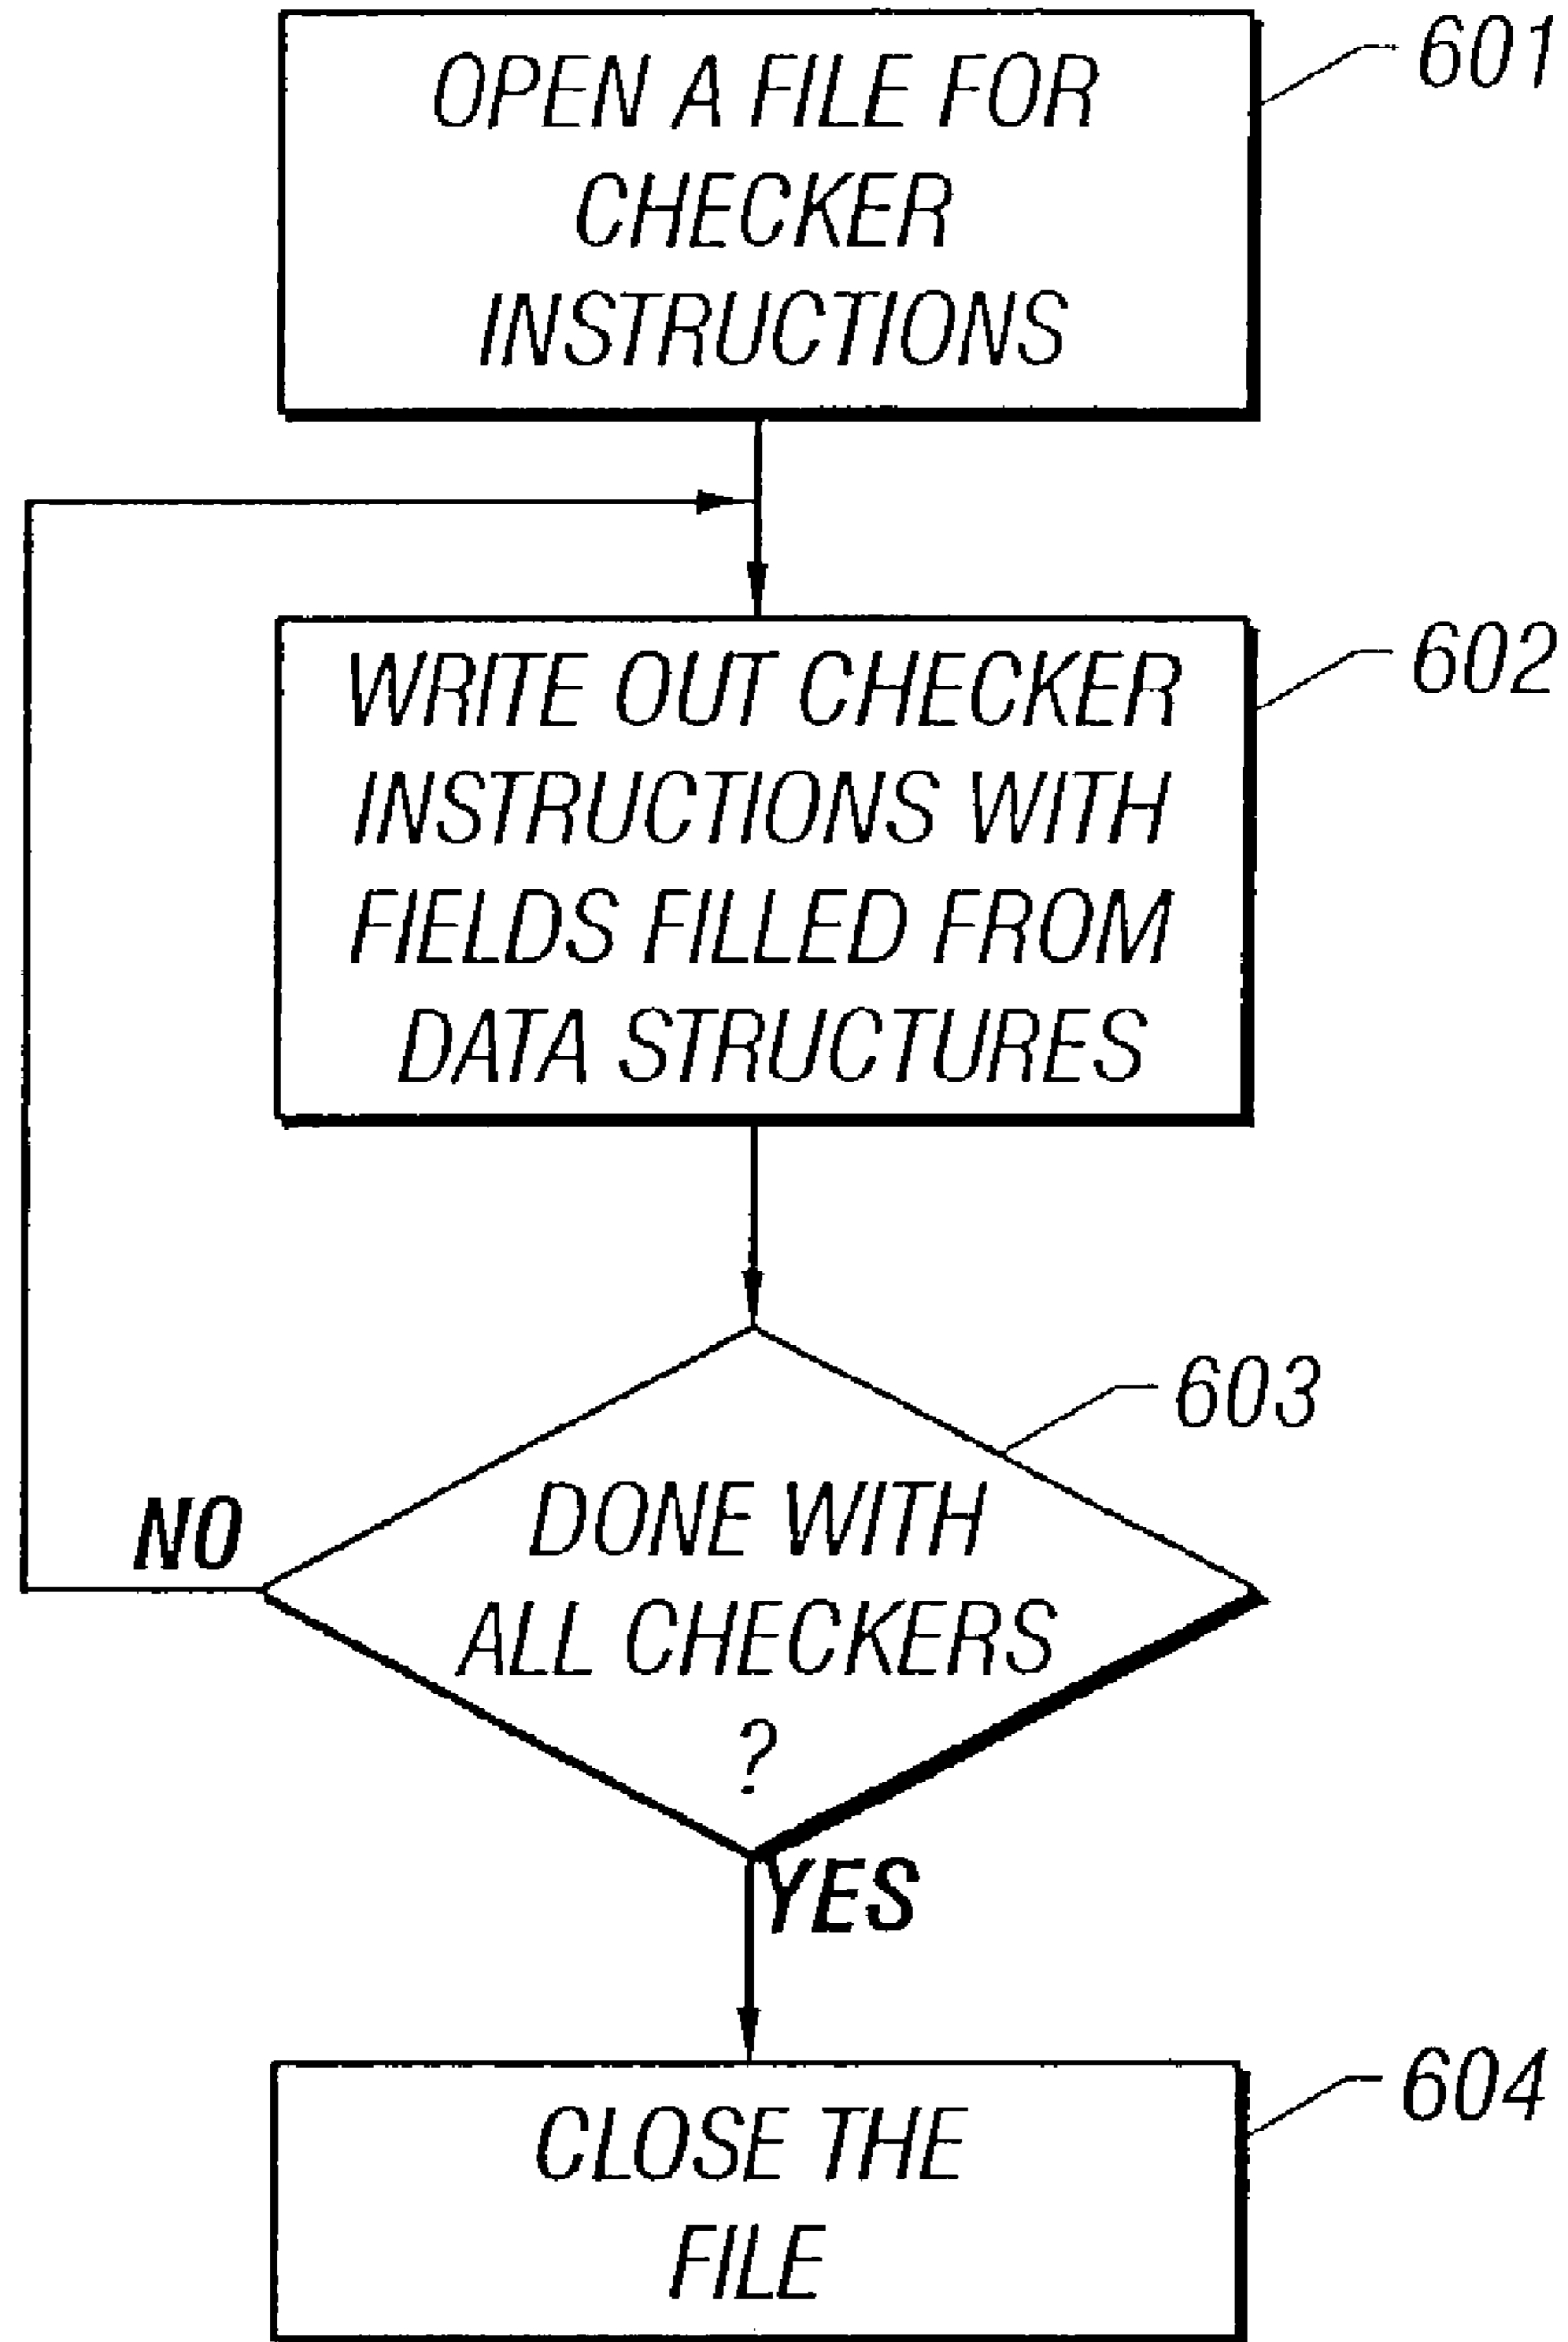 OPEN A FILE FOR
CHECKER
INSTRUCTIONS
601
WRITE OUT CHECKER
INSTRUCTIONS WITH
FIELDS FILLED FROM
DATA STRUCTURES
602
603
DONE WITH
ALL CHECKERS
?
NO
YES
CLOSE THE
FILE
604